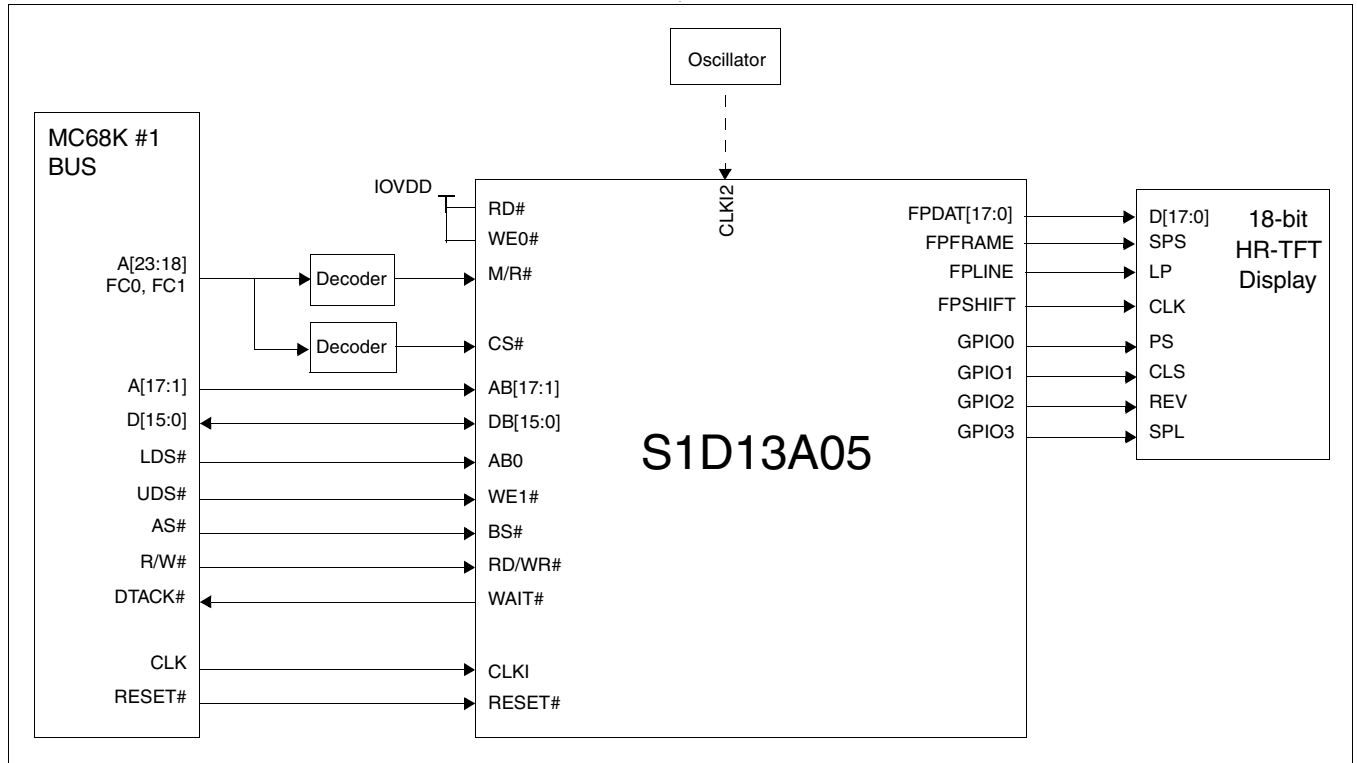 Oscillator
MC68K #1
BUS
A[23:18]
FC0, FC1
A[17:1]
D[15:0]
LDS#
UDS#
AS#
R/W#
DTACK#
CLK
RESET#
IOVDD
Decoder
Decoder
RD#
WE0#
M/R#
CS#
AB[17:1]
DB[15:0]
AB0
WE1#
BS#
RD/WR#
WAIT#
CLKI
RESET#
CLKI2
S1D13A05
FPDAT[17:0]
FPFRAME
FPLINE
FPSHIFT
GPIO0
GPIO1
GPIO2
GPIO3
D[17:0]
SPS
LP
CLK
PS
CLS
REV
SPL
18-bit
HR-TFT
Display